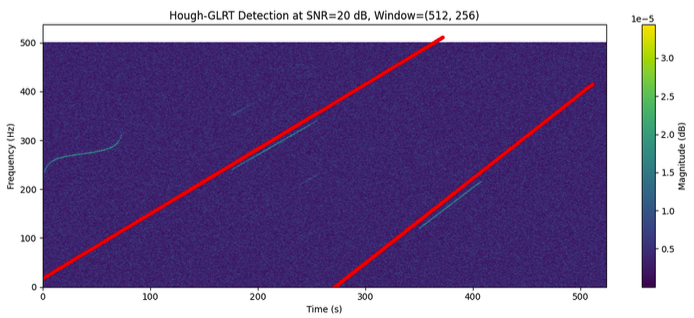 Hough-GLRT Detection at SNR=20 dB, Window=(512, 256)
1e−5
500
400
300
200
100
0
Frequency (Hz)
0 100 200 300 400 500
Time (s)
3.0
2.5
2.0
1.5
1.0
0.5
Magnitude (dB)